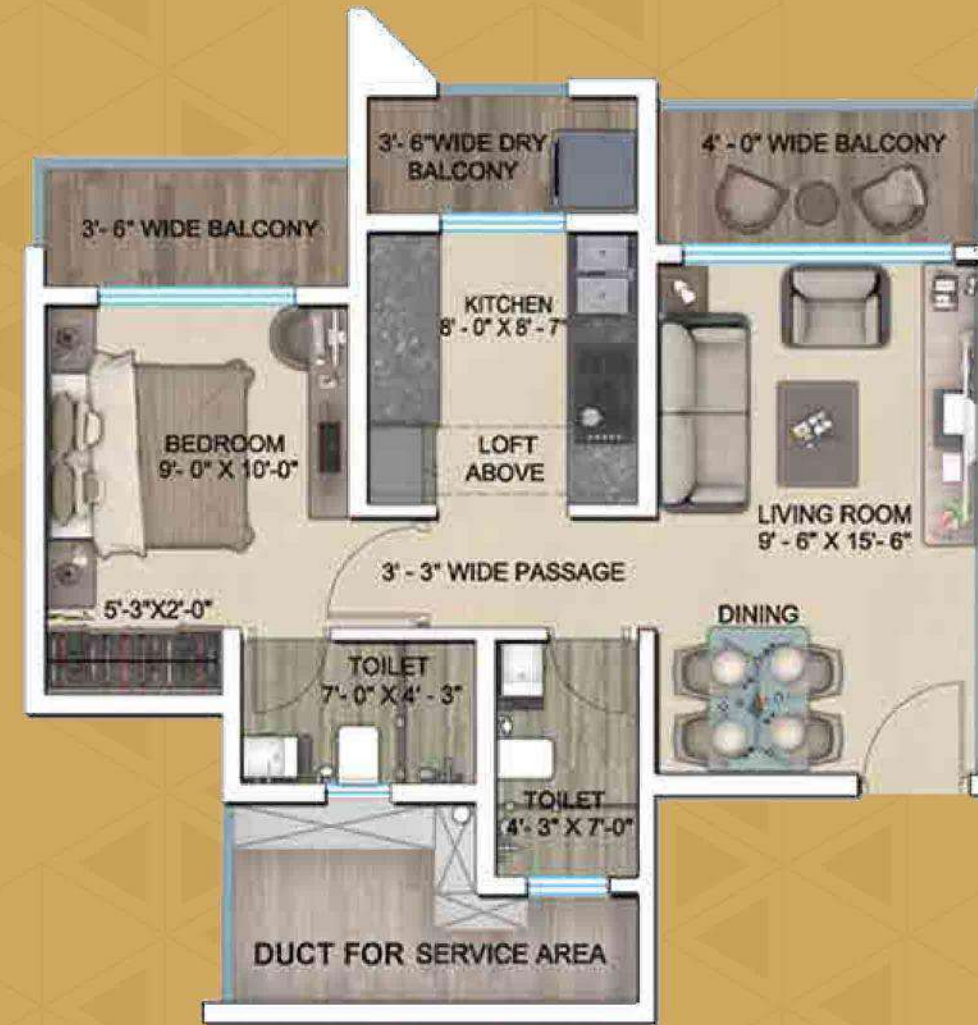 3'- 6"WIDE DRY
BALCONY
4' - 0" WIDE BALCONY
3'- 6" WIDE BALCONY
KITCHEN
8' - 0" X 8' - 7"
BEDROOM
9'- 0" X 10'-0"
LOFT
ABOVE
LIVING ROOM
9' - 6" X 15'- 6"
3' - 3" WIDE PASSAGE
5'-3"X2'-0"
DINING
TOILET
7'- 0" X 4' - 3"
TOILET
4'- 3" X 7'-0"
DUCT FOR SERVICE AREA